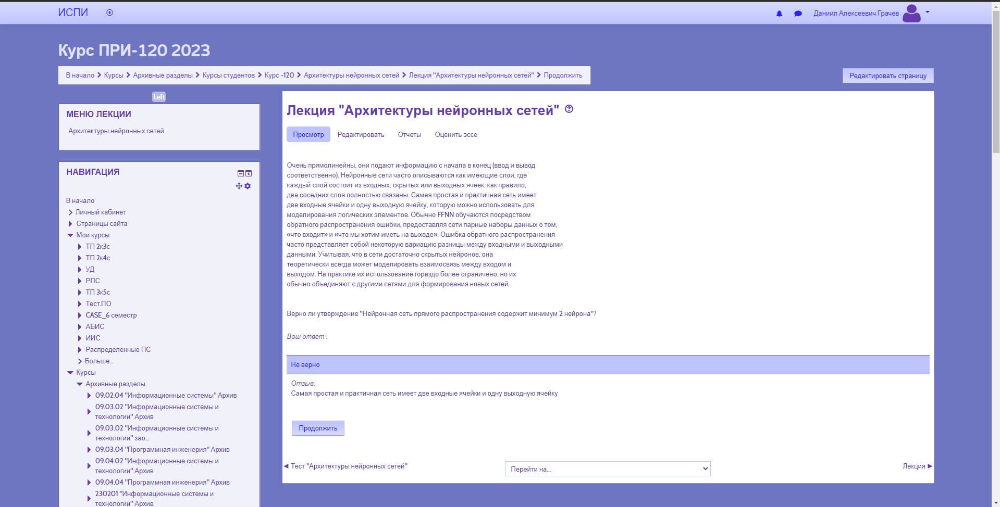 ИСПИ
Даниил Алексеевич Грачев
Курс ПРИ-120 2023
В начало Курсы Архивные разделы Курсы студентов Курс -120 Архитектуры нейронных сетей Лекция "Архитектуры нейронных сетей" Продолжить
Редактировать страницу
Left
МЕНЮ ЛЕКЦИИ
Архитектуры нейронных сетей
НАВИГАЦИЯ
В начало
Личный кабинет
Страницы сайта
Мои курсы
ТП 2к3с
ТП 2к4с
УД
РПС
ТП 3к5с
Тест.ПО
CASE_6 семестр
АБИС
ИИС
Распределенные ПС
Больше...
Курсы
Архивные разделы
09.02.04 "Информационные системы" Архив
09.03.02 "Информационные системы и
технологии" Архив
09.03.02 "Информационные системы и
технологии" зао...
09.03.04 "Программная инженерия" Архив
09.04.02 "Информационные системы и
технологии" Архив
09.04.04 "Программная инженерия" Архив
230201 "Информационные системы и
технологии" Архив
Лекция "Архитектуры нейронных сетей"
Просмотр Редактировать Отчеты Оценить эссе
Очень прямолинейны, они подают информацию с начала в конец (ввод и вывод
соответственно). Нейронные сети часто описываются как имеющие слои, где
каждый слой состоит из входных, скрытых или выходных ячеек, как правило,
два соседних слоя полностью связаны. Самая простая и практичная сеть имеет
две входные ячейки и одну выходную ячейку, которую можно использовать для
моделирования логических элементов. Обычно FFNN обучаются посредством
обратного распространения ошибки, предоставляя сети парные наборы данных о том,
«что входит» и «что мы хотим иметь на выходе». Ошибка обратного распространения
часто представляет собой некоторую вариацию разницы между входными и выходными
данными. Учитывая, что в сети достаточно скрытых нейронов, она
теоретически всегда может моделировать взаимосвязь между входом и
выходом. На практике их использование гораздо более ограничено, но их
обычно объединяют с другими сетями для формирования новых сетей.
Верно ли утверждение "Нейронная сеть прямого распространения содержит минимум 2 нейрона"?
Ваш ответ :
Не верно
Отзыв:
Самая простая и практичная сеть имеет две входные ячейки и одну выходную ячейку
Продолжить
◄ Тест "Архитектуры нейронных сетей"
Перейти на...
Лекция ►